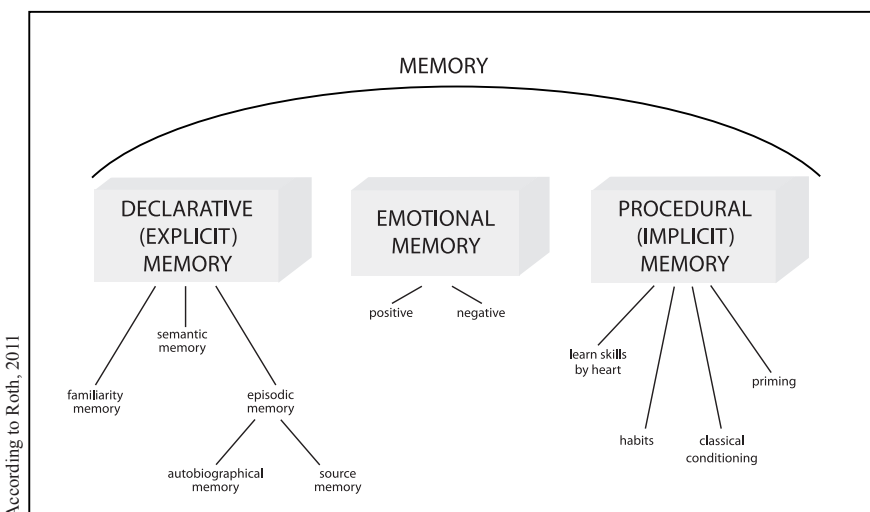 MEMORY
DECLARATIVE
(EXPLICIT)
MEMORY
EMOTIONAL
MEMORY
PROCEDURAL
(IMPLICIT)
MEMORY
familiarity
memory
semantic
memory
episodic
memory
autobiographical
memory
source
memory
positive
negative
learn skills
by heart
habits
classical
conditioning
priming
According to Roth, 2011